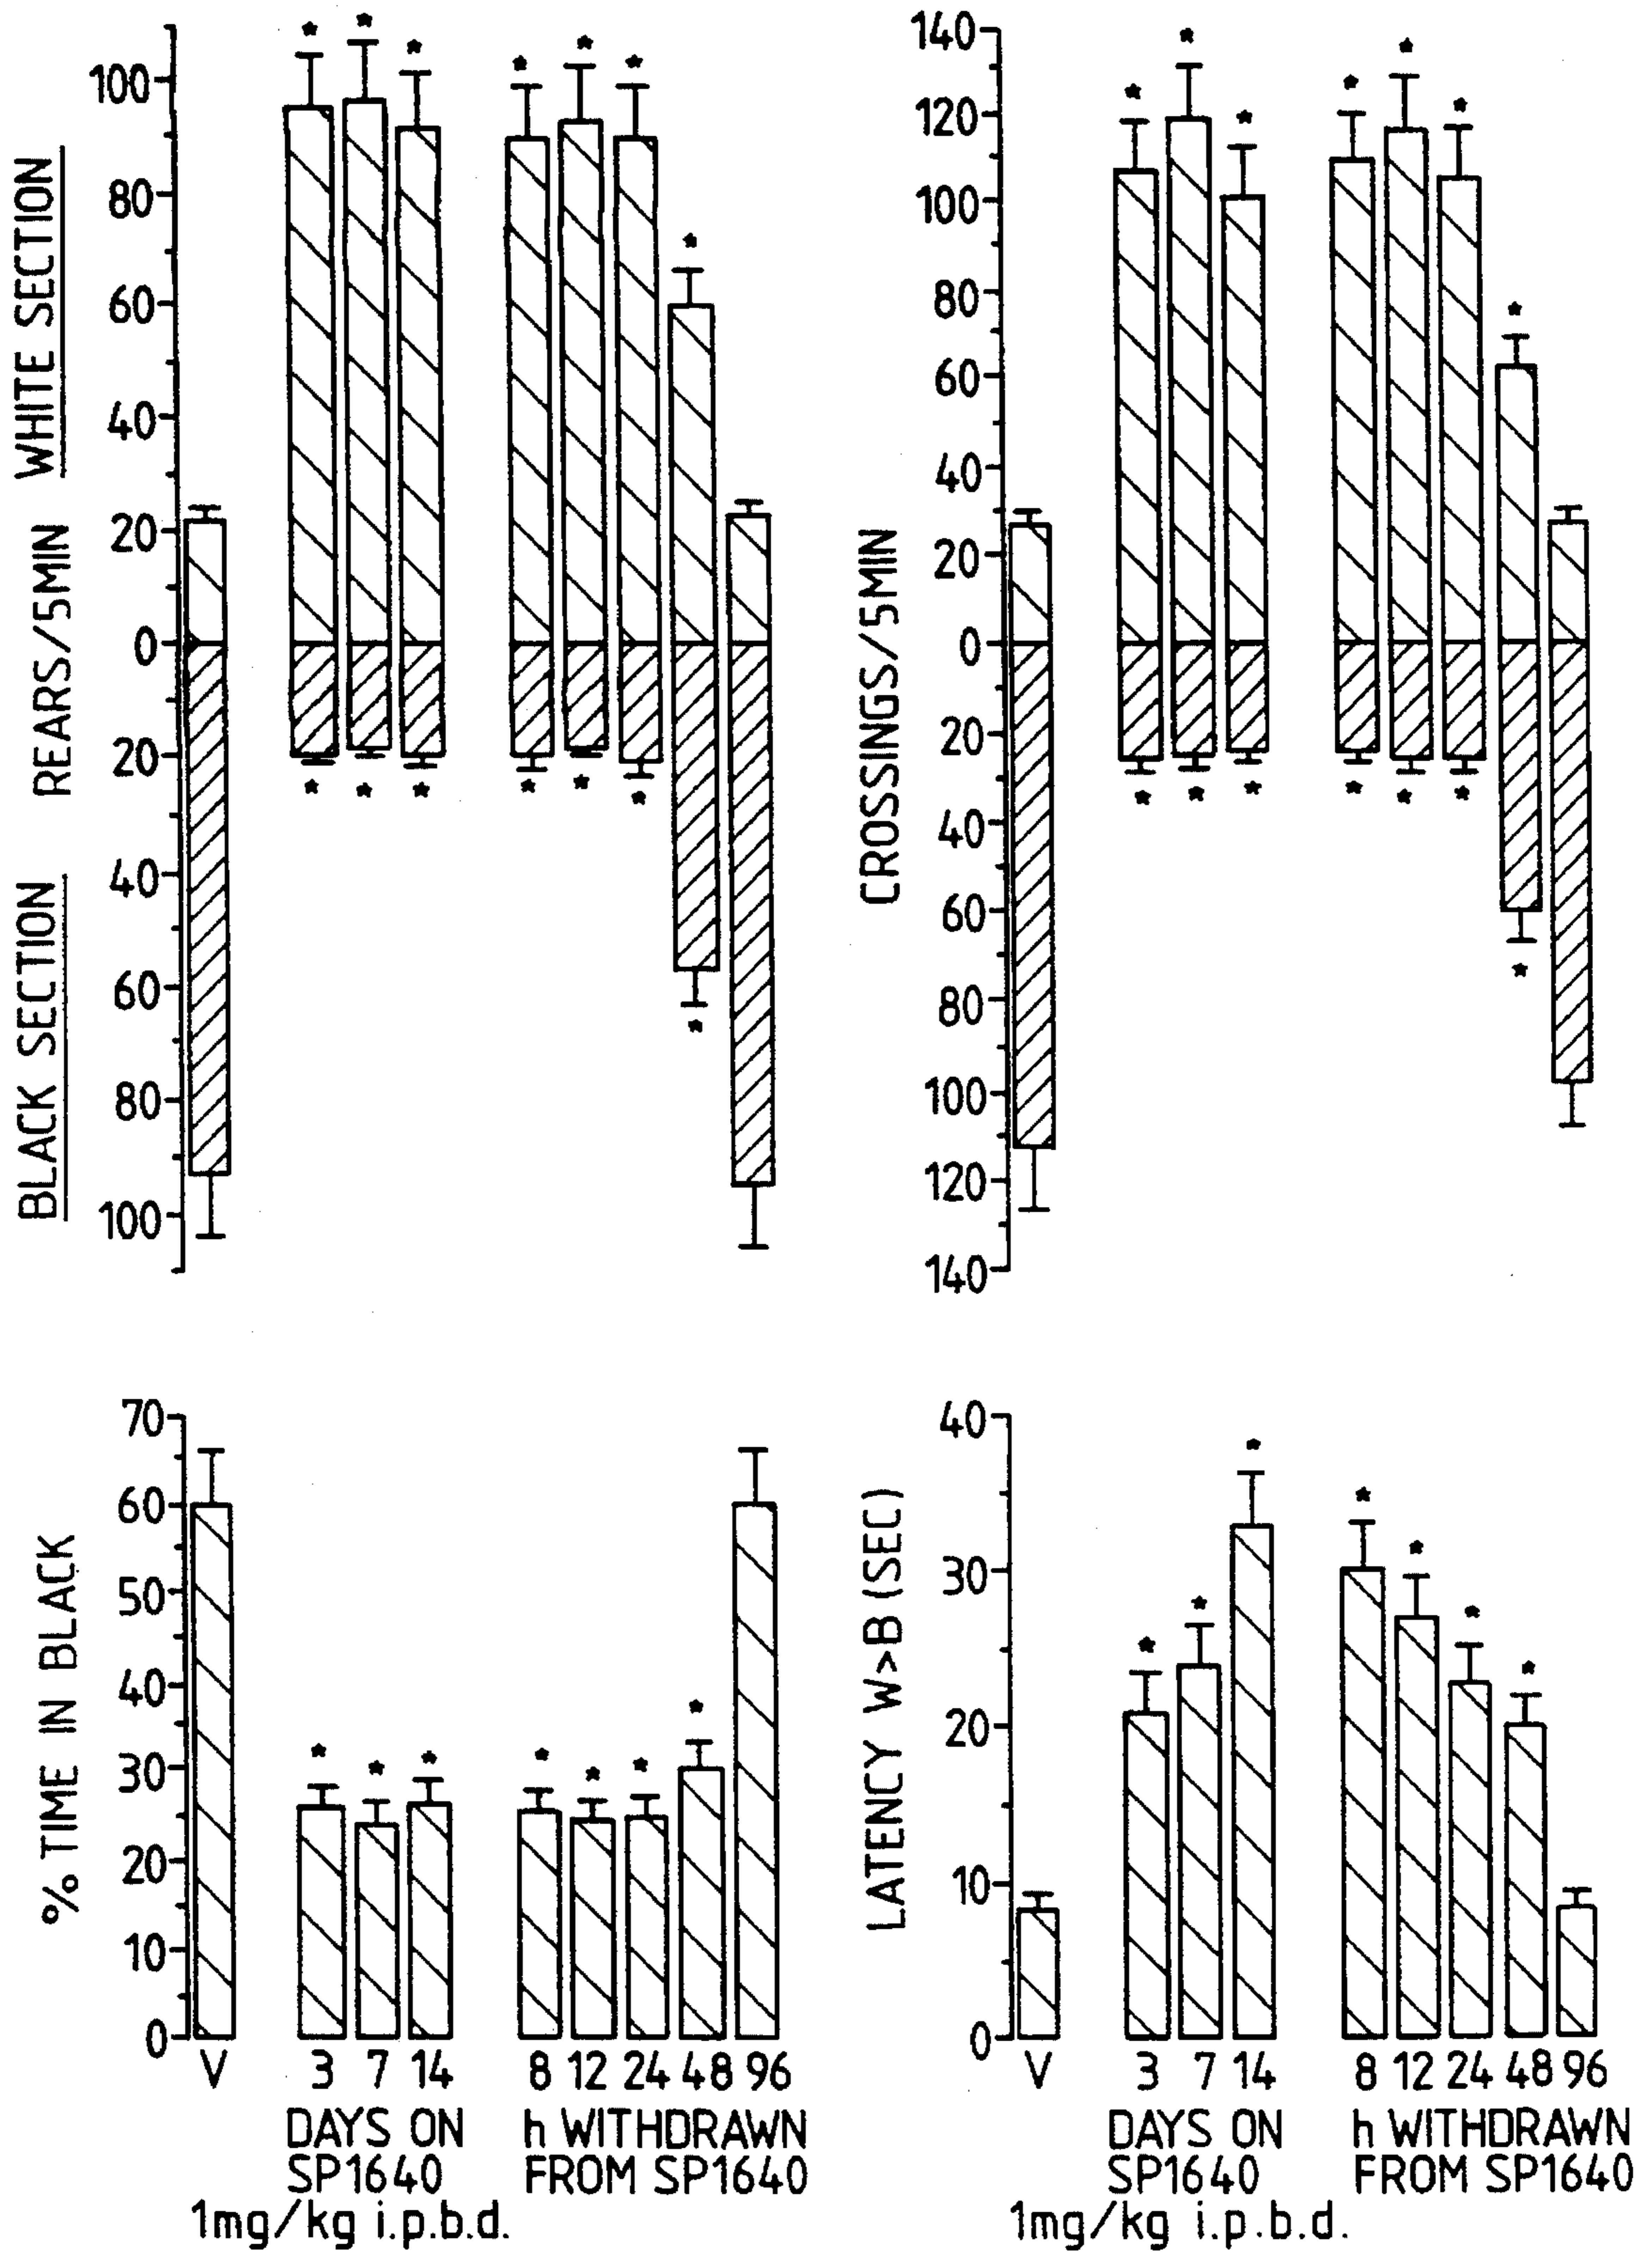 WHITE SECTION
REARS/5MIN
BLACK SECTION
100
80
60
40
20
0
20
40
60
80
100
* * *
* * * *
* * *
* * * *
CROSSINGS/5MIN
140
120
100
80
60
40
20
0
20
40
60
80
100
120
140
* * *
* * * *
* * *
* * * *
% TIME IN BLACK
70
60
50
40
30
20
10
0
* * *
* * * *
V 3 7 14 8 12 24 48 96
DAYS ON
SP1640
1mg/kg i.p.b.d.
h WITHDRAWN
FROM SP1640
LATENCY W>B (SEC)
40
30
20
10
0
* * *
* * * *
V 3 7 14 8 12 24 48 96
DAYS ON
SP1640
1mg/kg i.p.b.d.
h WITHDRAWN
FROM SP1640